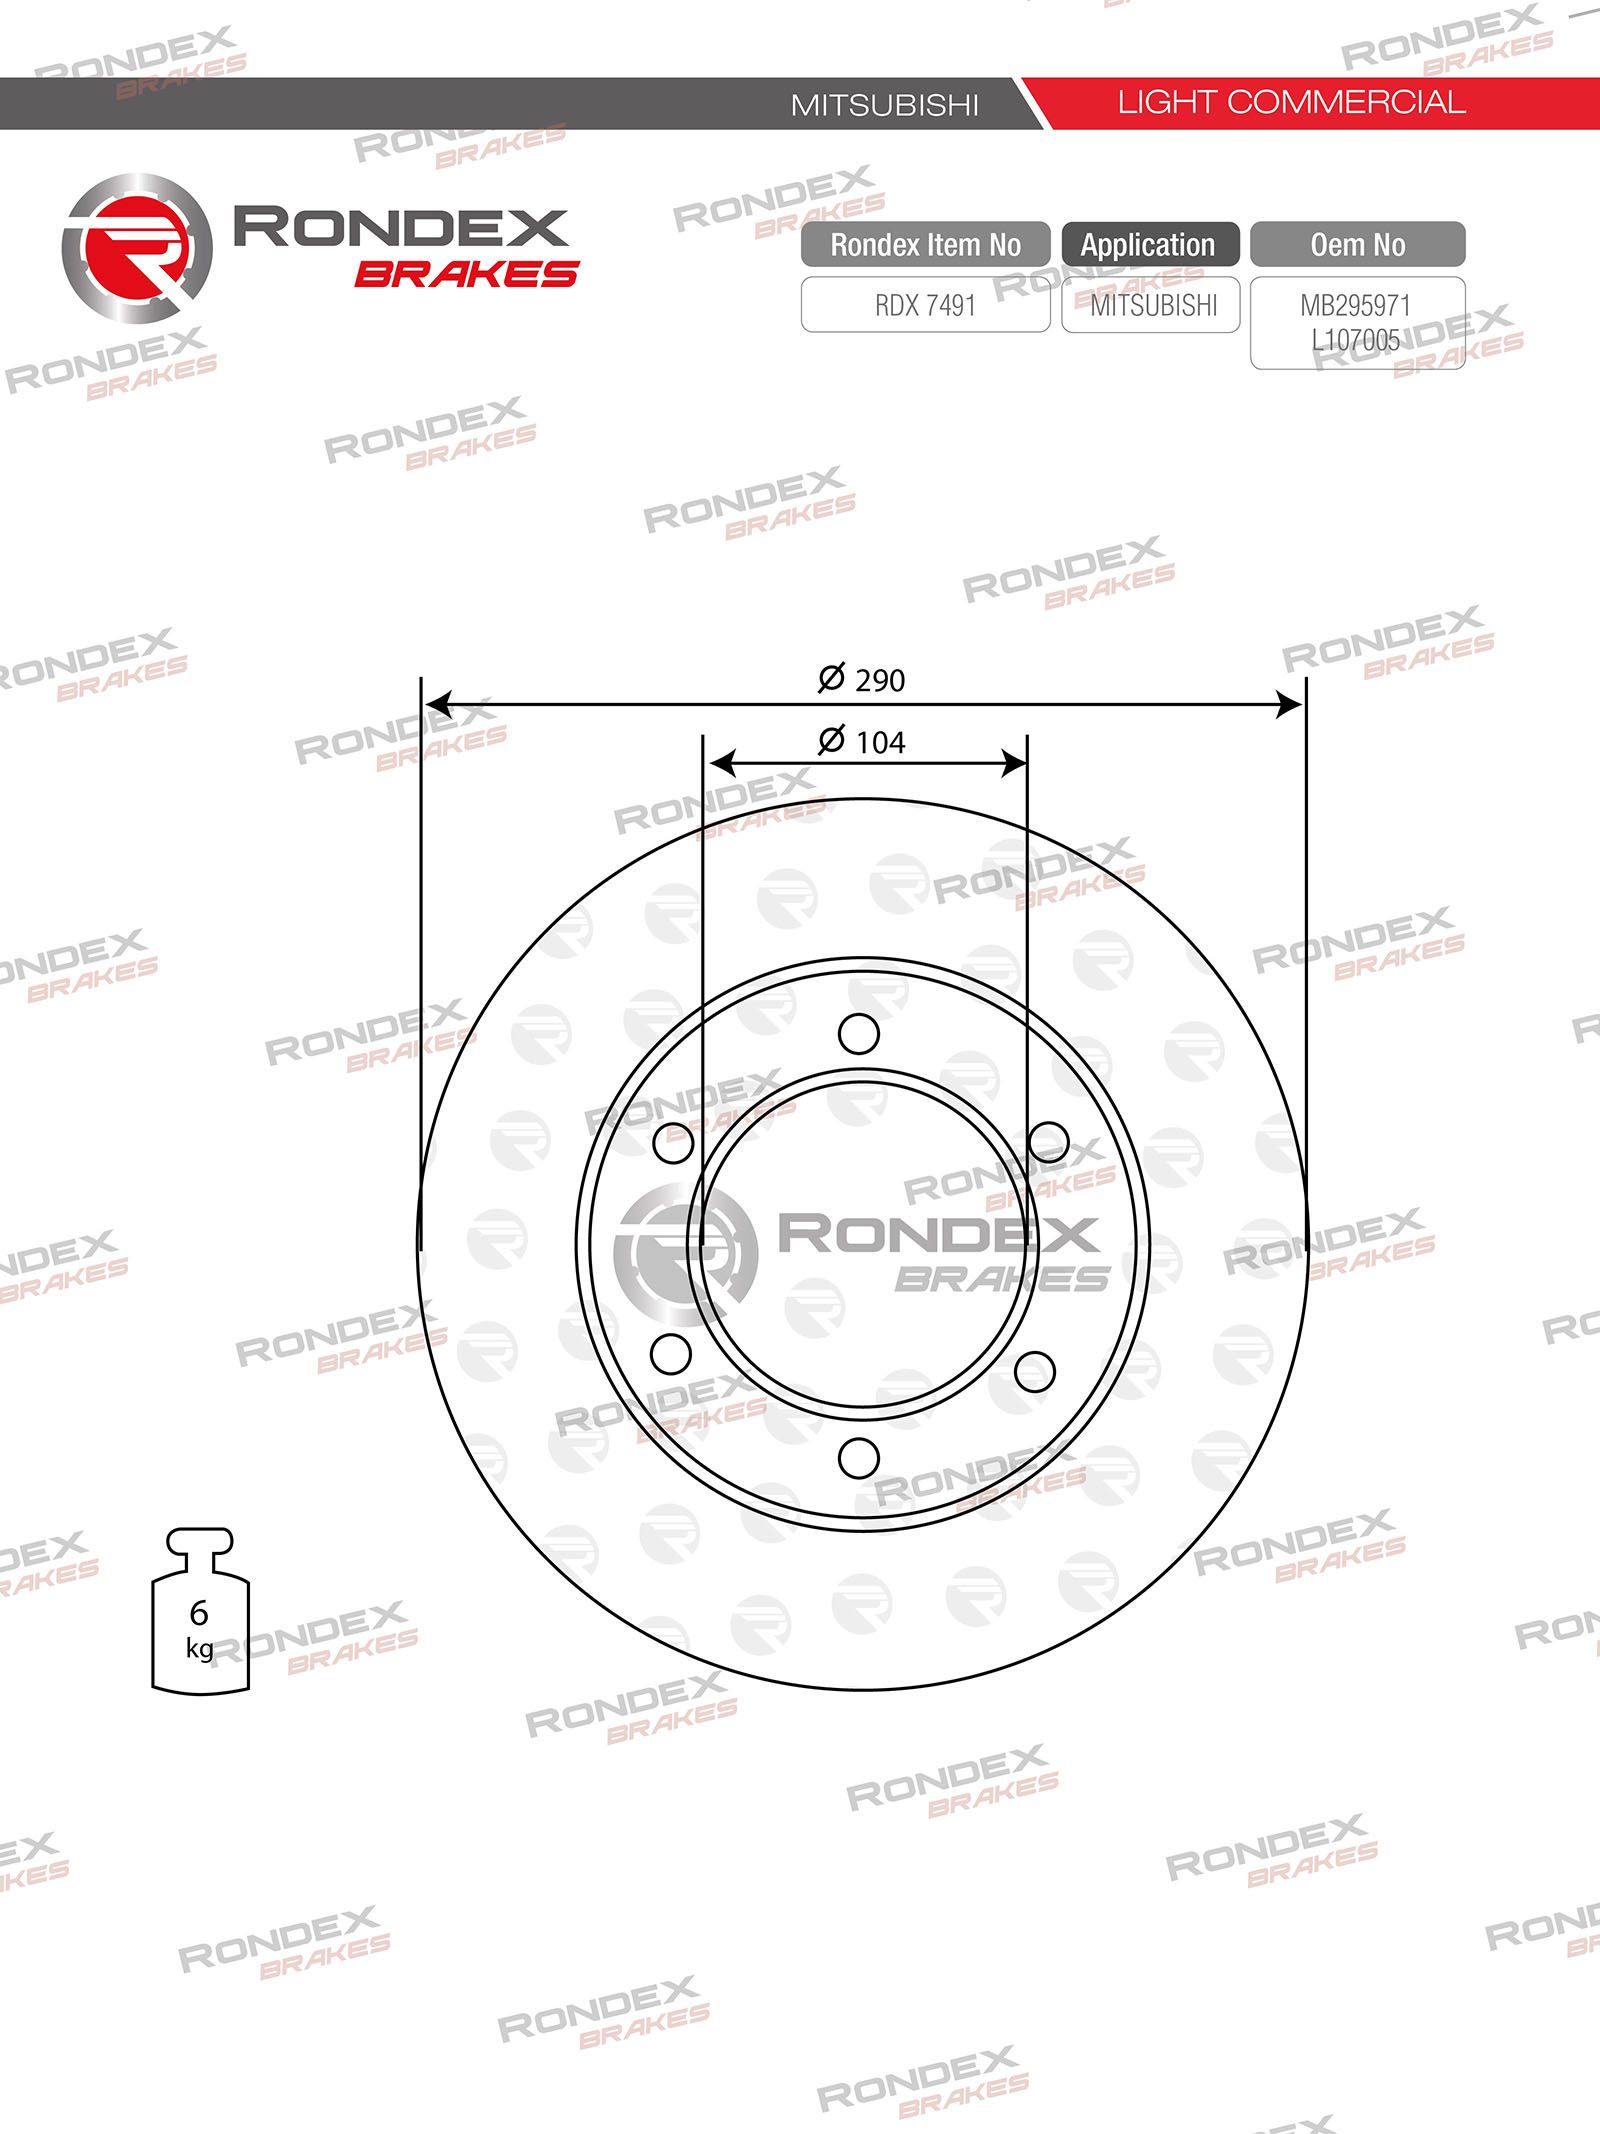 MITSUBISHI
LIGHT COMMERCIAL
RONDEX
BRAKES
Rondex Item No
Application
Oem No
RDX 7491
MITSUBISHI
MB295971
L107005
Ø 290
Ø 104
RONDEX
BRAKES
6
kg